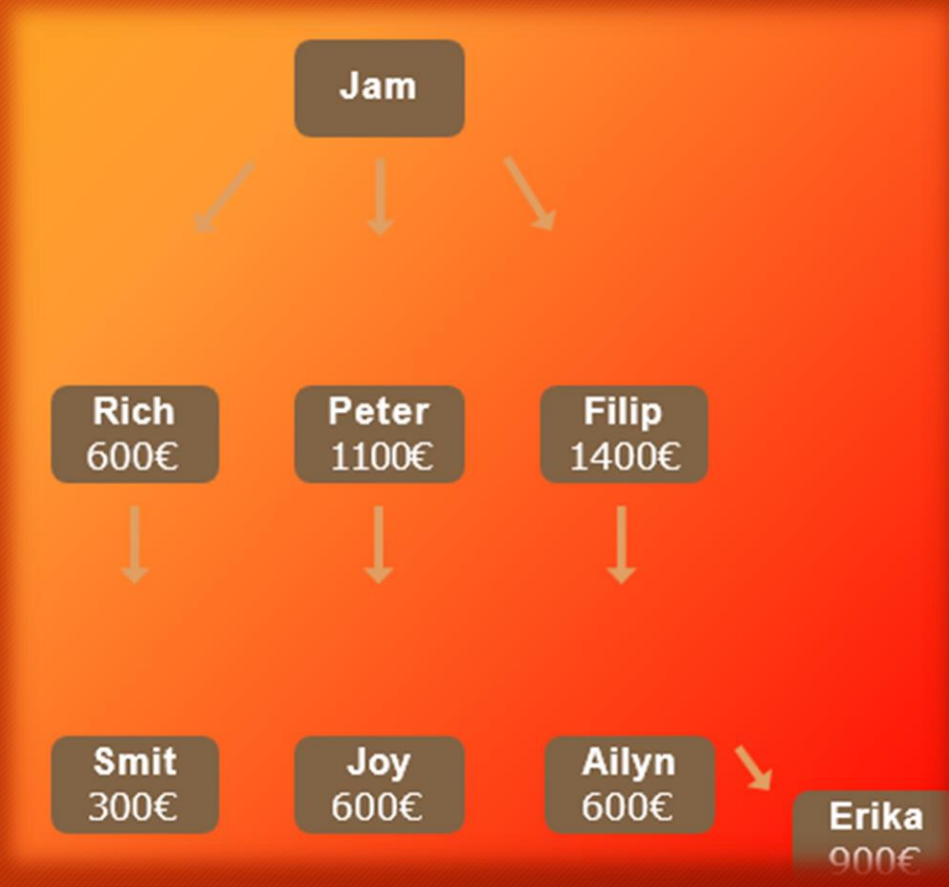 Jam
Rich
600€
Peter
1100€
Filip
1400€
Smit
300€
Joy
600€
Ailyn
600€
Erika
900€